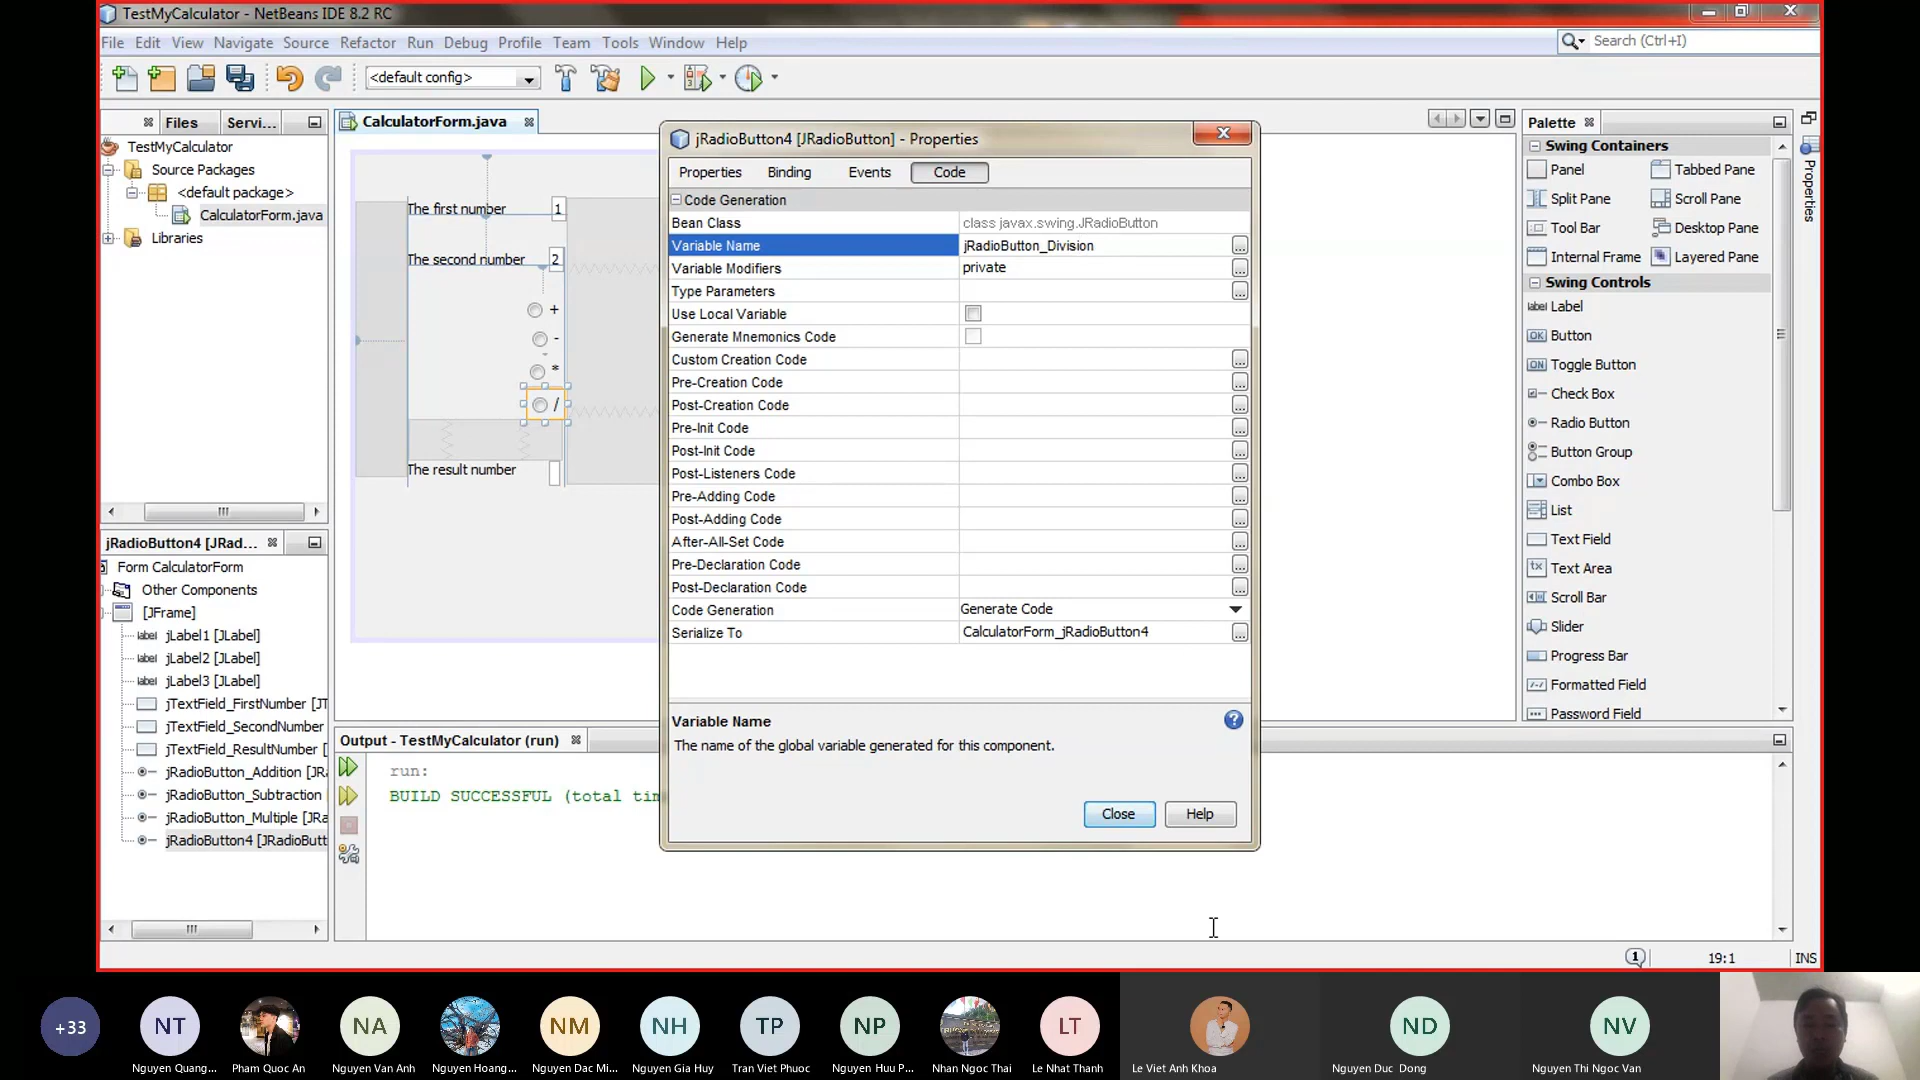 TestMyCalculator - NetBeans IDE 8.2 RC
File Edit View Navigate Source Refactor Run Debug Profile Team Tools Window Help
Search (Ctrl+I)
<default config>
Files
Servi...
TestMyCalculator
Source Packages
<default package>
CalculatorForm.java
Libraries
CalculatorForm.java
The first number 1
The second number 2
+
-
*
/
The result number
jRadioButton4 [JRadioButton] - Properties
Properties Binding Events Code
Code Generation
Bean Class class javax.swing.JRadioButton
Variable Name jRadioButton_Division ...
Variable Modifiers private ...
Type Parameters ...
Use Local Variable
Generate Mnemonics Code
Custom Creation Code ...
Pre-Creation Code ...
Post-Creation Code ...
Pre-Init Code ...
Post-Init Code ...
Post-Listeners Code ...
Pre-Adding Code ...
Post-Adding Code ...
After-All-Set Code ...
Pre-Declaration Code ...
Post-Declaration Code ...
Code Generation Generate Code
Serialize To CalculatorForm_jRadioButton4 ...
Variable Name
The name of the global variable generated for this component.
Close Help
Palette
Swing Containers
Panel Tabbed Pane
Split Pane Scroll Pane
Tool Bar Desktop Pane
Internal Frame Layered Pane
Swing Controls
label Label
OK Button
ON Toggle Button
Check Box
Radio Button
Button Group
Combo Box
List
Text Field
Text Area
Scroll Bar
Slider
Progress Bar
Formatted Field
Password Field
Properties
jRadioButton4 [JRad...
Form CalculatorForm
Other Components
[JFrame]
label jLabel1 [JLabel]
label jLabel2 [JLabel]
label jLabel3 [JLabel]
jTextField_FirstNumber [JT
jTextField_SecondNumber
jTextField_ResultNumber [
jRadioButton_Addition [JRa
jRadioButton_Subtraction
jRadioButton_Multiple [JRa
jRadioButton4 [JRadioButt
Output - TestMyCalculator (run)
run:
BUILD SUCCESSFUL (total tim
1
19:1 INS
+33
NT
NA
NM
NH
TP
NP
LT
ND
NV
Nguyen Quang...
Pham Quoc An
Nguyen Van Anh
Nguyen Hoang...
Nguyen Dac Mi...
Nguyen Gia Huy
Tran Viet Phuoc
Nguyen Huu P...
Nhan Ngoc Thai
Le Nhat Thanh
Le Viet Anh Khoa
Nguyen Duc Dong
Nguyen Thi Ngoc Van